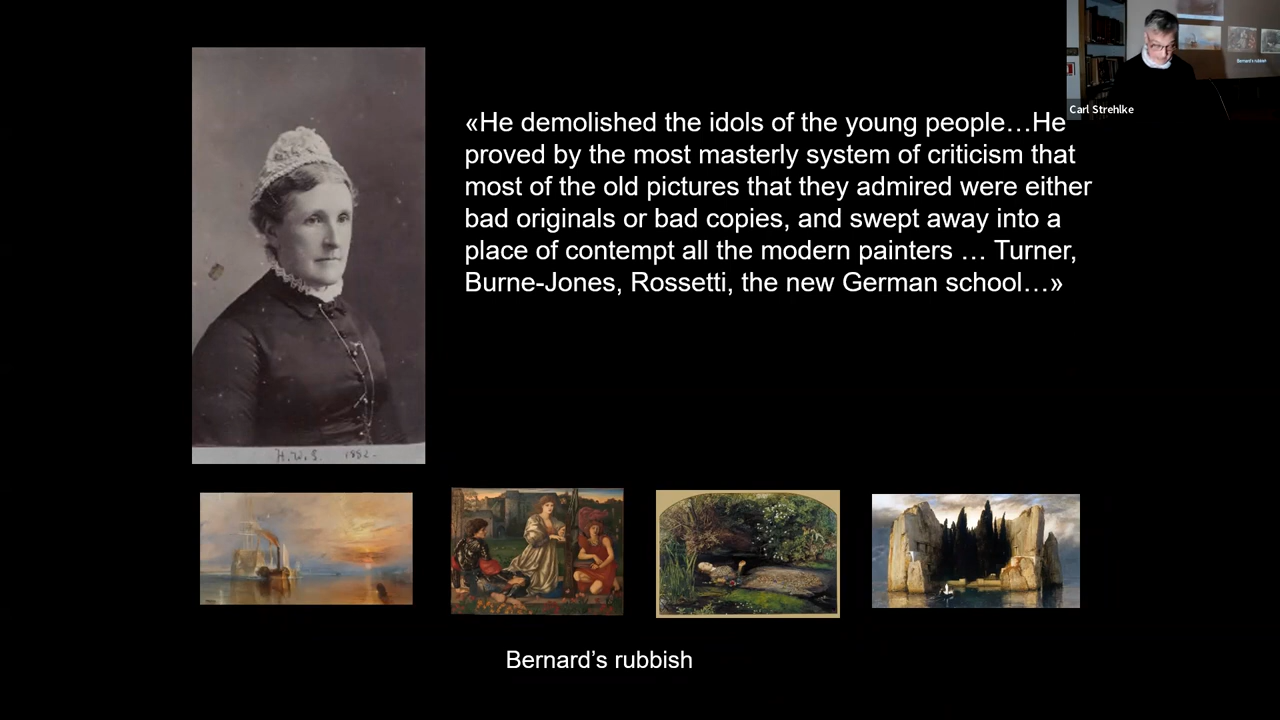 Carl Strehlke
Bernard's rubbish
«He demolished the idols of the young people…He
proved by the most masterly system of criticism that
most of the old pictures that they admired were either
bad originals or bad copies, and swept away into a
place of contempt all the modern painters … Turner,
Burne-Jones, Rossetti, the new German school…»
H.W.S. 1882.
Bernard’s rubbish